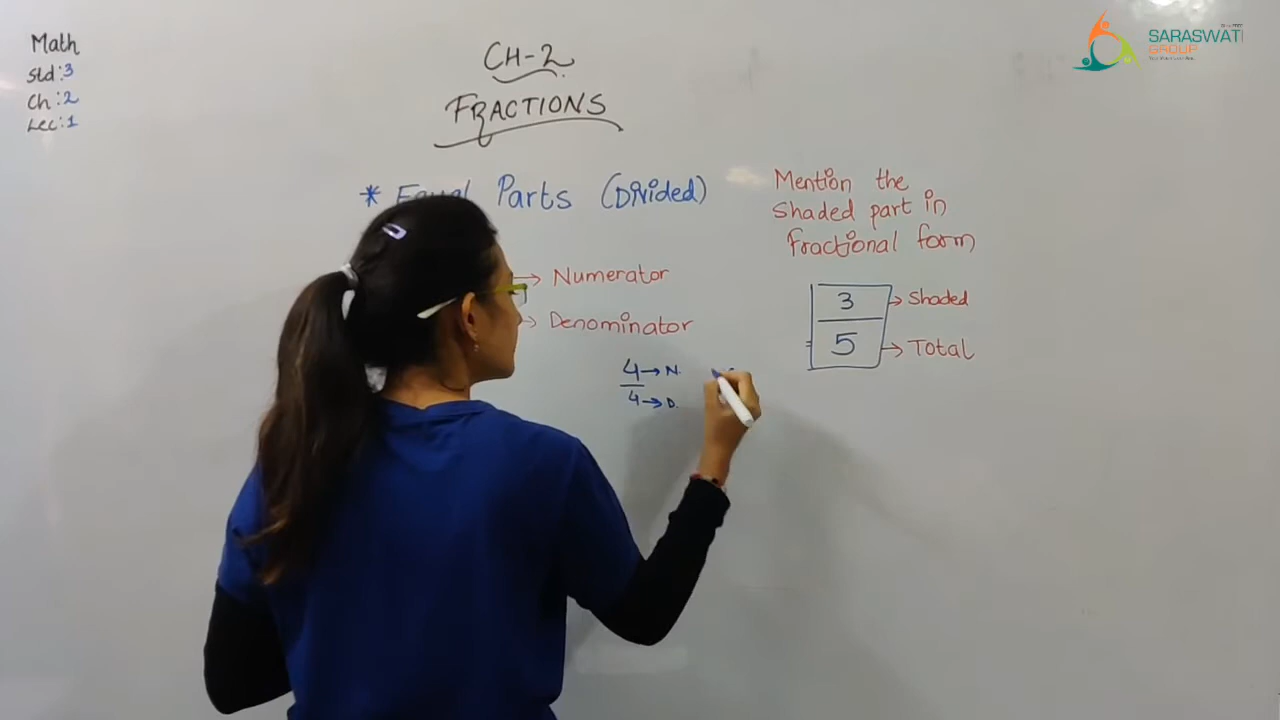 Math
Std:3
Ch:2
Lec:1
CH-2
FRACTIONS
* Equal Parts (Divided)
→ Numerator
→ Denominator
4 → N.
4 → D.
Mention the
Shaded part in
Fractional form
3 → Shaded
5 → Total
SARASWATI
GROUP